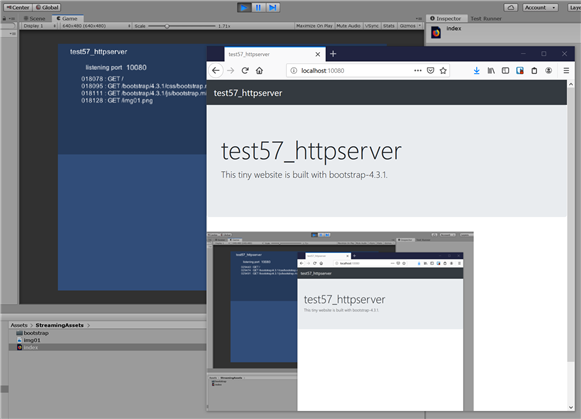 Center Global Account
Scene Game Inspector Test Runner
Display 1 640x480 (640x480) Scale 1.71x Maximize On Play Mute Audio VSync Stats Gizmos
index
test57_httpserver
listening port 10080
018078 : GET /
018095 : GET /bootstrap/4.3.1/css/bootstrap.m
018111 : GET /bootstrap/4.3.1/js/bootstrap.mi
018128 : GET /img01.png
test57_httpserver
localhost:10080
test57_httpserver
test57_httpserver
This tiny website is built with bootstrap-4.3.1.
test57_httpserver
listening port 10080
localhost:10080
test57_httpserver
test57_httpserver
This tiny website is built with bootstrap-4.3.1.
Assets > StreamingAssets >
bootstrap
img01
index